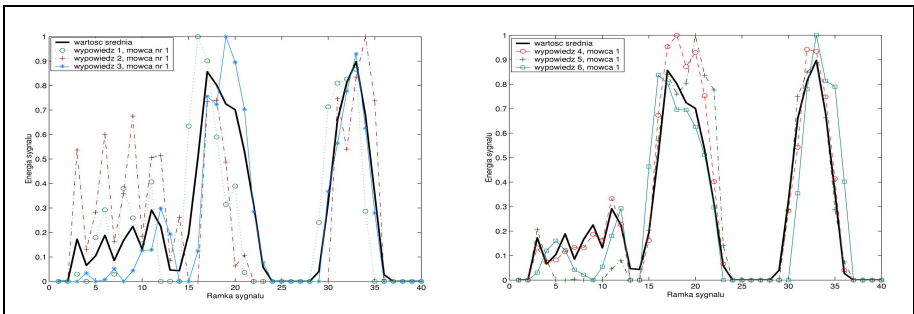 wartosc srednia
wypowiedz 1, mowca nr 1
wypowiedz 2, mowca nr 1
wypowiedz 3, mowca nr 1
Energia sygnalu
1
0.9
0.8
0.7
0.6
0.5
0.4
0.3
0.2
0.1
0
0 5 10 15 20 25 30 35 40
Ramka sygnalu
wartosc srednia
wypowiedz 4, mowca 1
wypowiedz 5, mowca 1
wypowiedz 6, mowca 1
Energia sygnalu
1
0.9
0.8
0.7
0.6
0.5
0.4
0.3
0.2
0.1
0
0 5 10 15 20 25 30 35 40
Ramka sygnalu